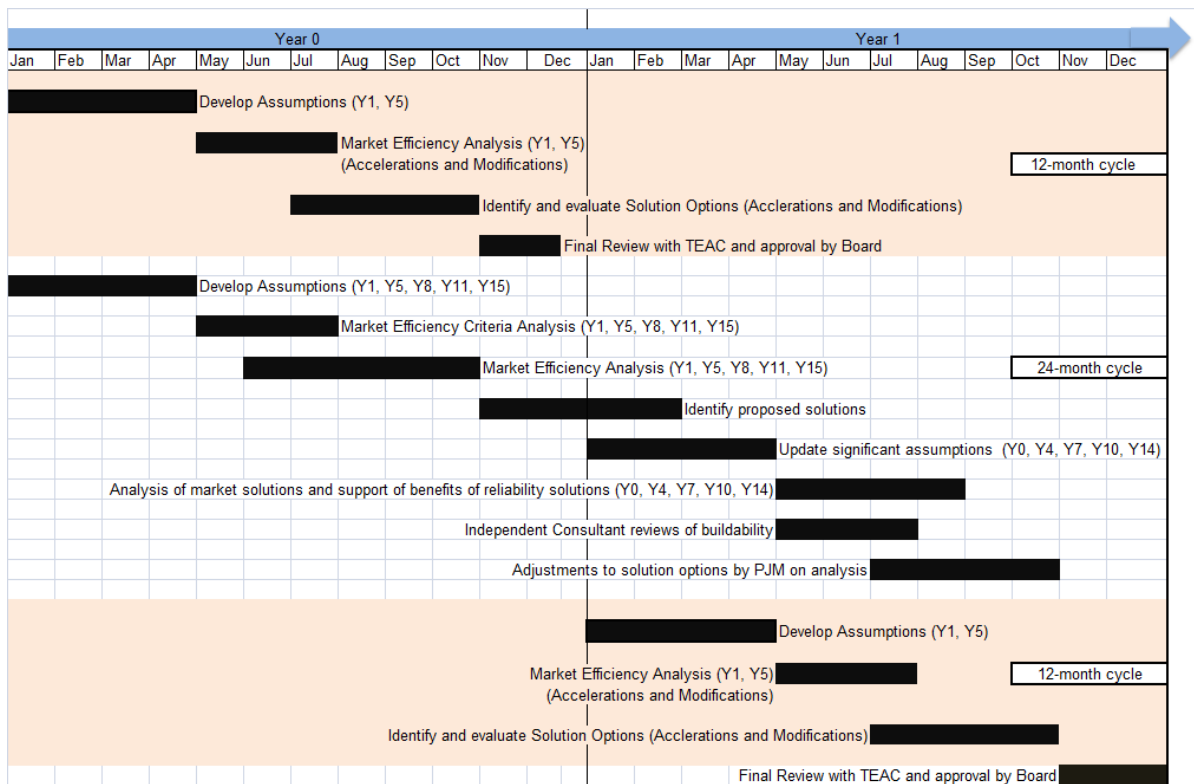 Year 0 Year 1
Jan Feb Mar Apr May Jun Jul Aug Sep Oct Nov Dec Jan Feb Mar Apr May Jun Jul Aug Sep Oct Nov Dec
Develop Assumptions (Y1, Y5)
Market Efficiency Analysis (Y1, Y5)
(Accelerations and Modifications)
12-month cycle
Identify and evaluate Solution Options (Acclerations and Modifications)
Final Review with TEAC and approval by Board
Develop Assumptions (Y1, Y5, Y8, Y11, Y15)
Market Efficiency Criteria Analysis (Y1, Y5, Y8, Y11, Y15)
Market Efficiency Analysis (Y1, Y5, Y8, Y11, Y15)
24-month cycle
Identify proposed solutions
Update significant assumptions (Y0, Y4, Y7, Y10, Y14)
Analysis of market solutions and support of benefits of reliability solutions (Y0, Y4, Y7, Y10, Y14)
Independent Consultant reviews of buildability
Adjustments to solution options by PJM on analysis
Develop Assumptions (Y1, Y5)
Market Efficiency Analysis (Y1, Y5)
(Accelerations and Modifications)
12-month cycle
Identify and evaluate Solution Options (Acclerations and Modifications)
Final Review with TEAC and approval by Board